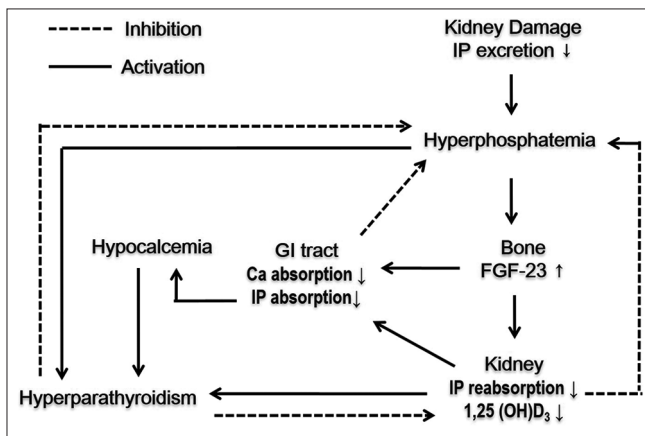 Inhibition
Activation
Kidney Damage
IP excretion ↓
Hyperphosphatemia
Hypocalcemia
GI tract
Ca absorption ↓
IP absorption↓
Bone
FGF-23 ↑
Kidney
IP reabsorption ↓
1,25 (OH)D₃ ↓
Hyperparathyroidism